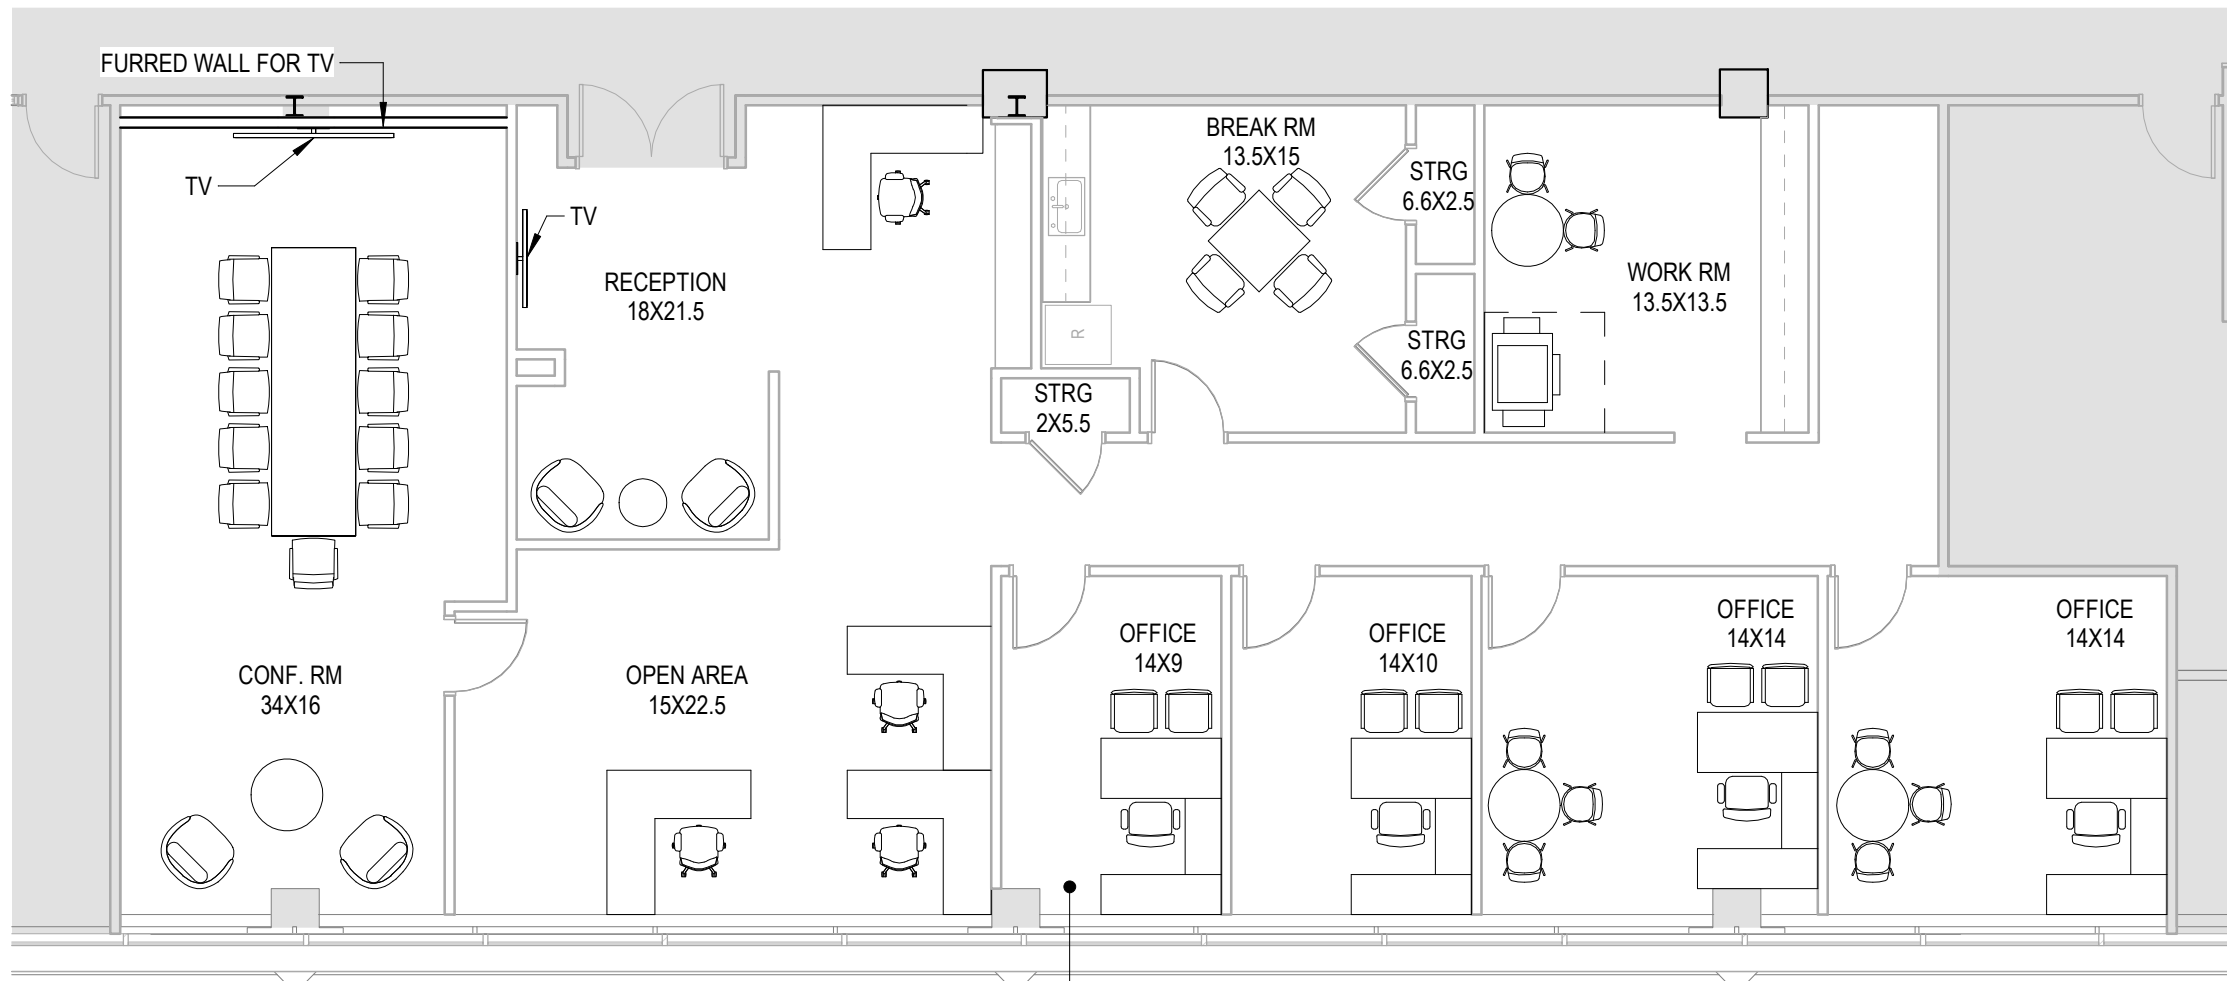 FURRED WALL FOR TV
TV
TV
RECEPTION
18X21.5
BREAK RM
13.5X15
STRG
6.6X2.5
STRG
6.6X2.5
WORK RM
13.5X13.5
R
STRG
2X5.5
CONF. RM
34X16
OPEN AREA
15X22.5
OFFICE
14X9
OFFICE
14X10
OFFICE
14X14
OFFICE
14X14